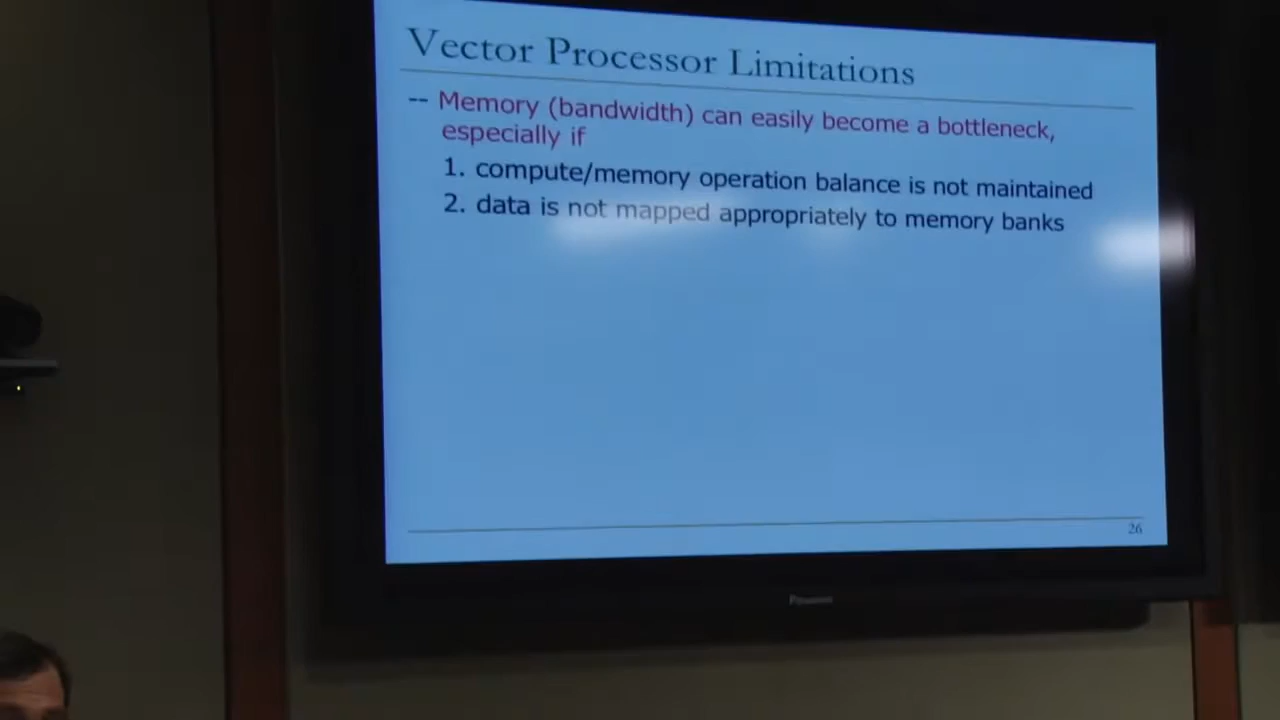 Vector Processor Limitations
-- Memory (bandwidth) can easily become a bottleneck,
especially if
1. compute/memory operation balance is not maintained
2. data is not mapped appropriately to memory banks
26
Panasonic